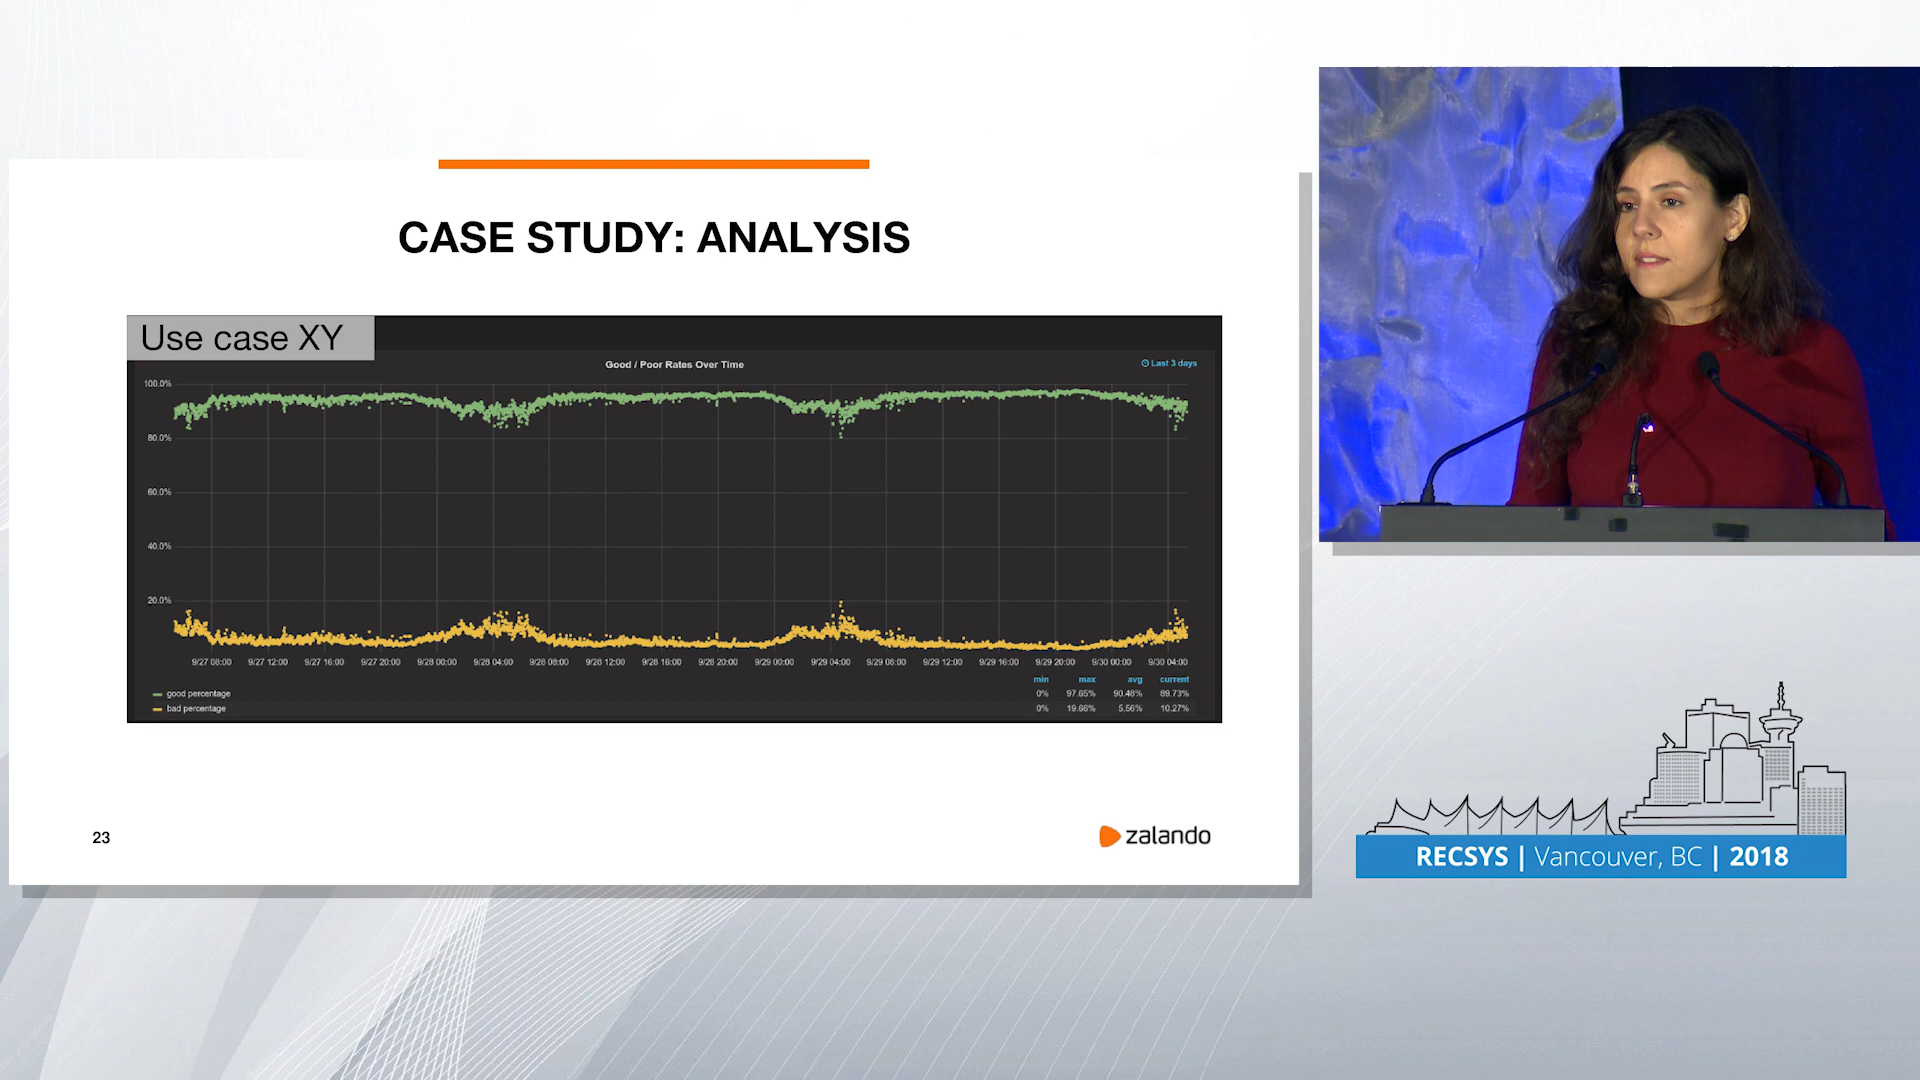 CASE STUDY: ANALYSIS
Use case XY
Good / Poor Rates Over Time
Last 3 days
100.0%
80.0%
60.0%
40.0%
20.0%
9/27 08:00 9/27 12:00 9/27 16:00 9/27 20:00 9/28 00:00 9/28 04:00 9/28 08:00 9/28 12:00 9/28 16:00 9/28 20:00 9/29 00:00 9/29 04:00 9/29 08:00 9/29 12:00 9/29 16:00 9/29 20:00 9/30 00:00 9/30 04:00
min max avg current
good percentage 0% 97.65% 90.48% 89.73%
bad percentage 0% 19.66% 5.56% 10.27%
23
zalando
RECSYS | Vancouver, BC | 2018